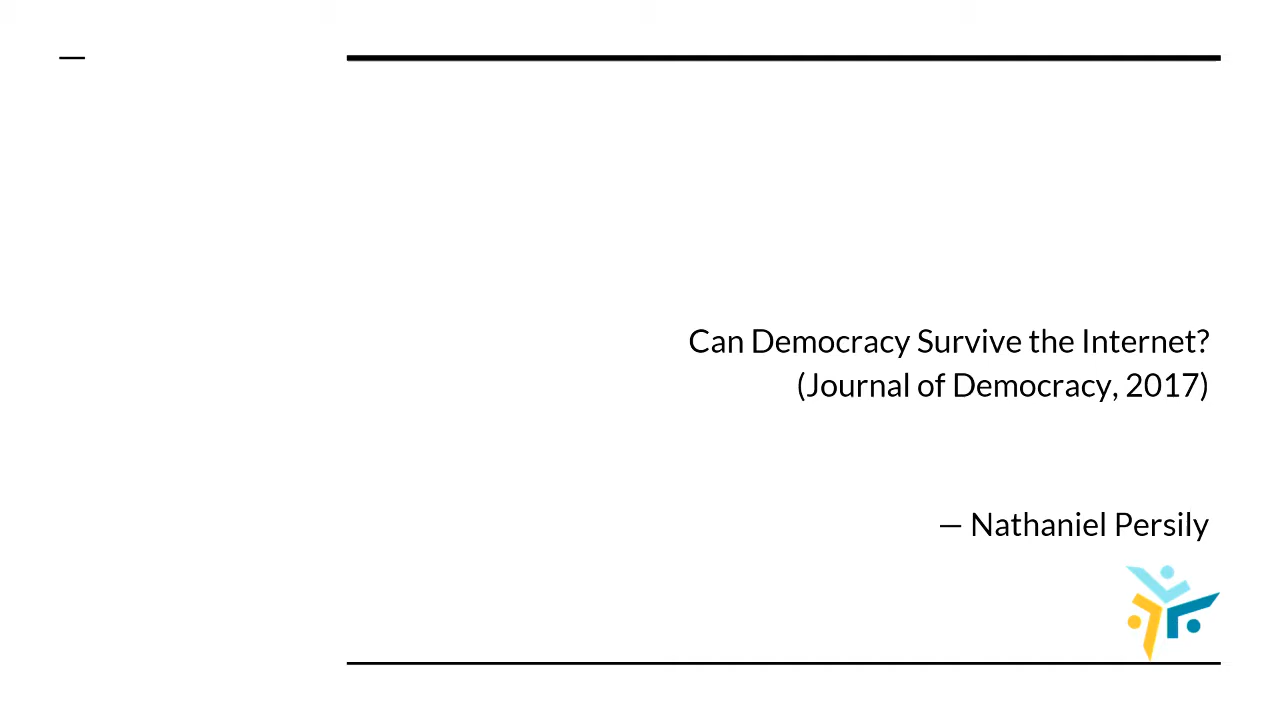 —
Can Democracy Survive the Internet?
(Journal of Democracy, 2017)
— Nathaniel Persily